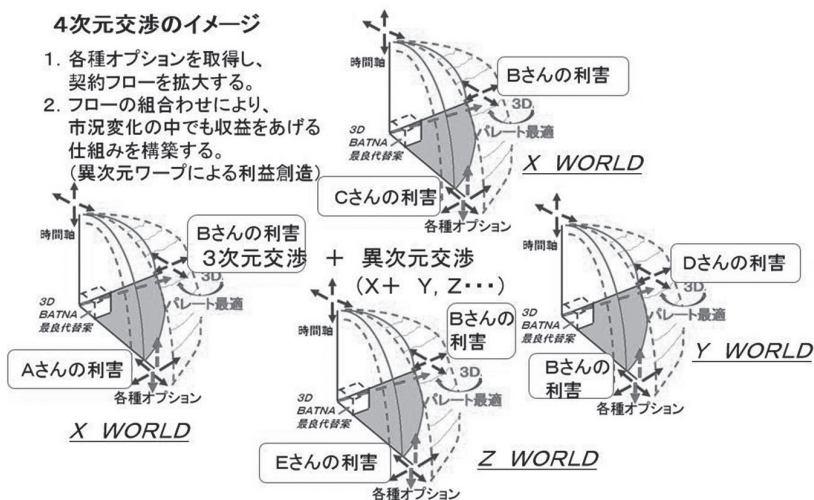 4次元交渉のイメージ
1. 各種オプションを取得し、
契約フローを拡大する。
2. フローの組合わせにより、
市況変化の中でも収益をあげる
仕組みを構築する。
(異次元ワープによる利益創造)
時間軸
Bさんの利害
3D
パレート最適
3D
BATNA
最良代替案
Cさんの利害
各種オプション
X WORLD
時間軸
Bさんの利害
3次元交渉 + 異次元交渉
(X+ Y, Z・・・)
3D
パレート最適
3D
BATNA
最良代替案
Aさんの利害
各種オプション
X WORLD
時間軸
Dさんの利害
3D
パレート最適
3D
BATNA
最良代替案
Bさんの
利害
各種オプション
Y WORLD
時間軸
Bさんの
利害
3D
パレート最適
3D
BATNA
最良代替案
Eさんの利害
各種オプション
Z WORLD